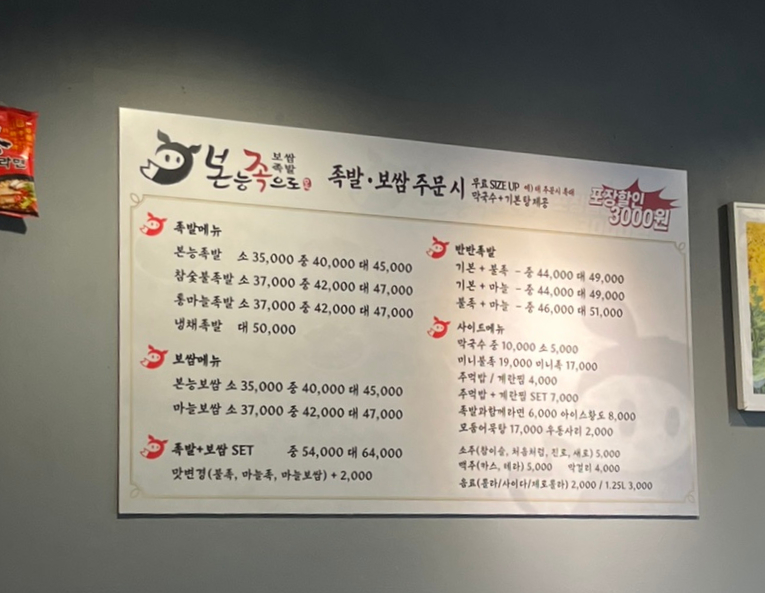 라면
본능족으로
보쌈
족발
족발·보쌈 주문 시
무료 SIZE UP
막국수+기본탕 제공
포장할인
3000원
족발메뉴
본능족발 소 35,000 중 40,000 대 45,000
참숯불족발 소 37,000 중 42,000 대 47,000
통마늘족발 소 37,000 중 42,000 대 47,000
냉채족발 대 50,000
보쌈메뉴
본능보쌈 소 35,000 중 40,000 대 45,000
마늘보쌈 소 37,000 중 42,000 대 47,000
족발+보쌈 SET 중 54,000 대 64,000
맛변경(불족, 마늘족, 마늘보쌈) + 2,000
반반족발
기본 + 불족 - 중 44,000 대 49,000
기본 + 마늘 - 중 44,000 대 49,000
불족 + 마늘 - 중 46,000 대 51,000
사이드메뉴
막국수 중 10,000 소 5,000
미니불족 19,000 미니족 17,000
주먹밥 / 계란찜 4,000
주먹밥 + 계란찜 SET 7,000
족발과함께라면 6,000 아이스황도 8,000
모둠어묵탕 17,000 우동사리 2,000
소주(참이슬, 처음처럼, 진로, 새로) 5,000
맥주(카스, 테라) 5,000 막걸리 4,000
음료(콜라/사이다/제로콜라) 2,000 / 1.25L 3,000